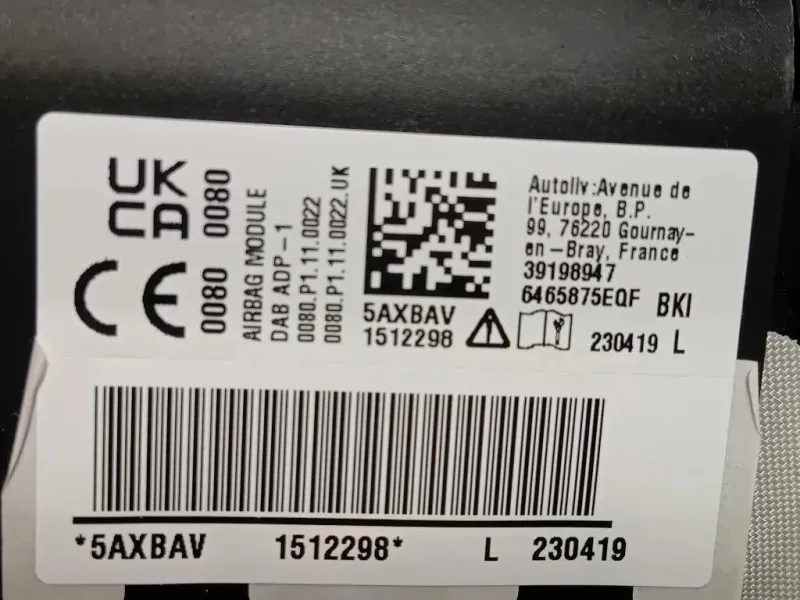 UK
CA
0080
CE
0080
AIRBAG MODULE
DAB ADP-1
0080.P1.11.0022
0080.P1.11.0022.UK
5AXBAV
1512298
Autoliv:Avenue de
l'Europe, B.P.
99, 76220 Gournay-
en-Bray, France
39198947
6465875EQF BKI
230419 L
*5AXBAV 1512298* L 230419